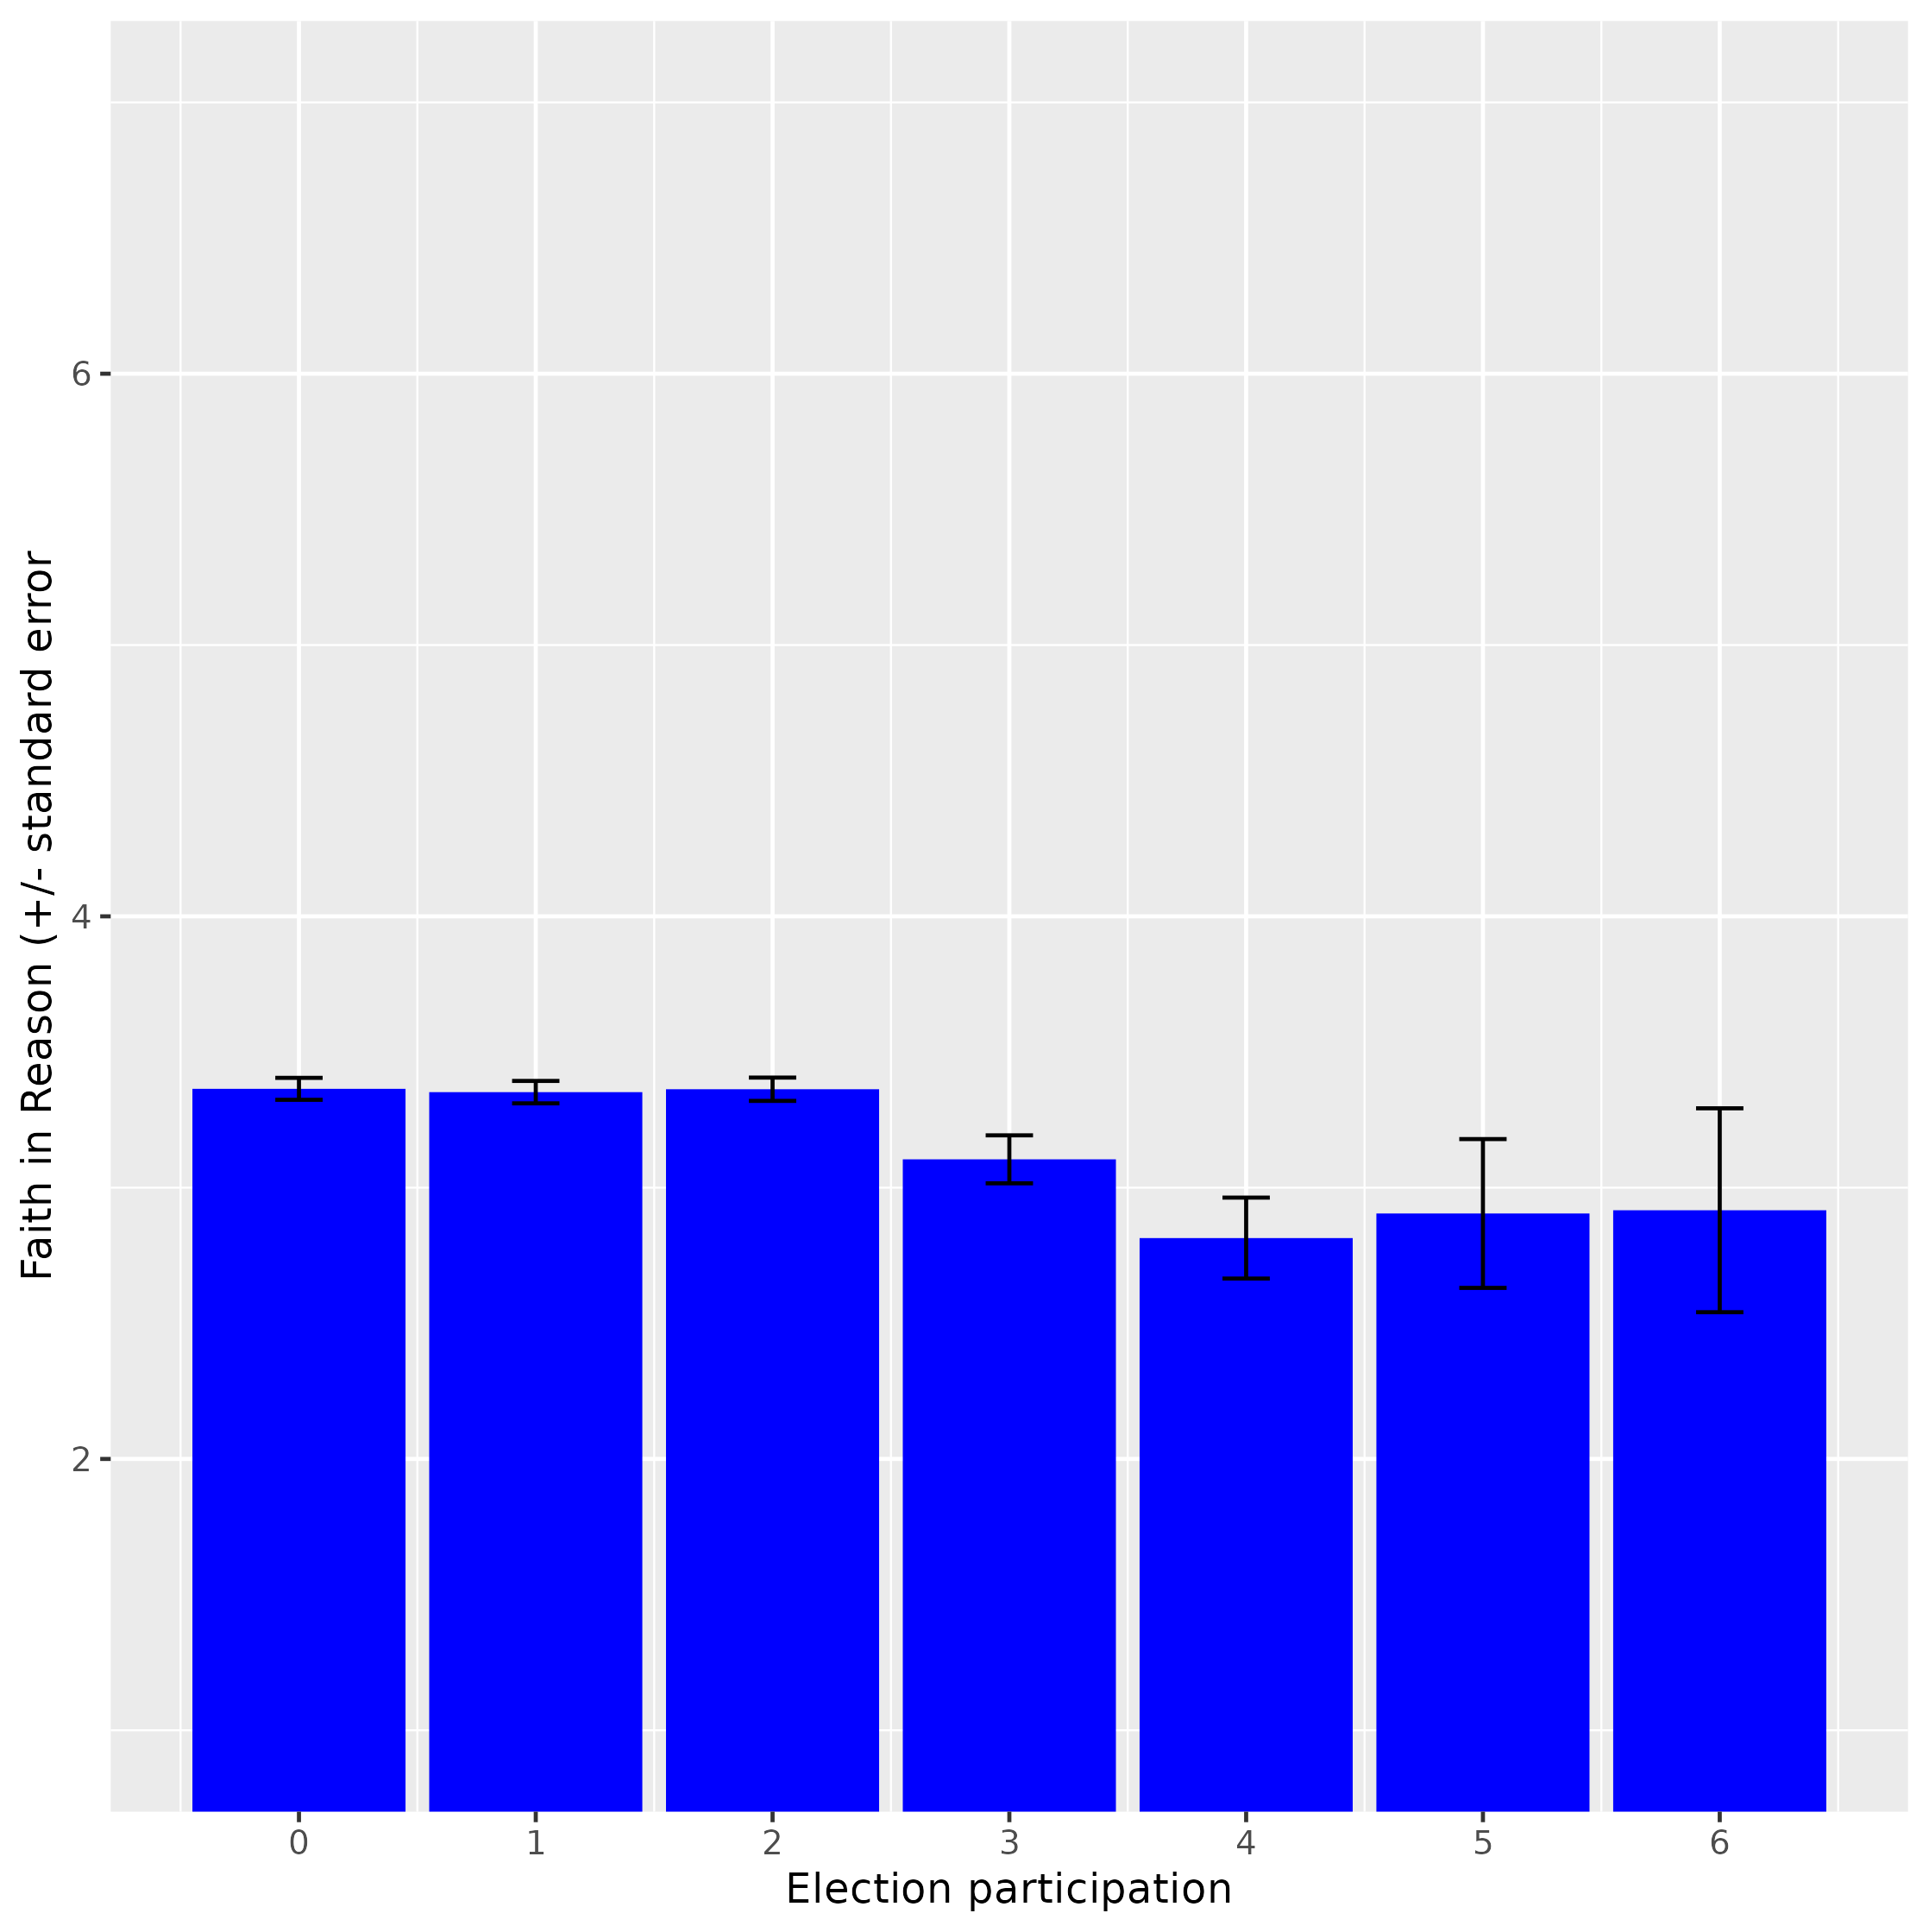 Faith in Reason (+/- standard error
6
4
2
0 1 2 3 4 5 6
Election participation